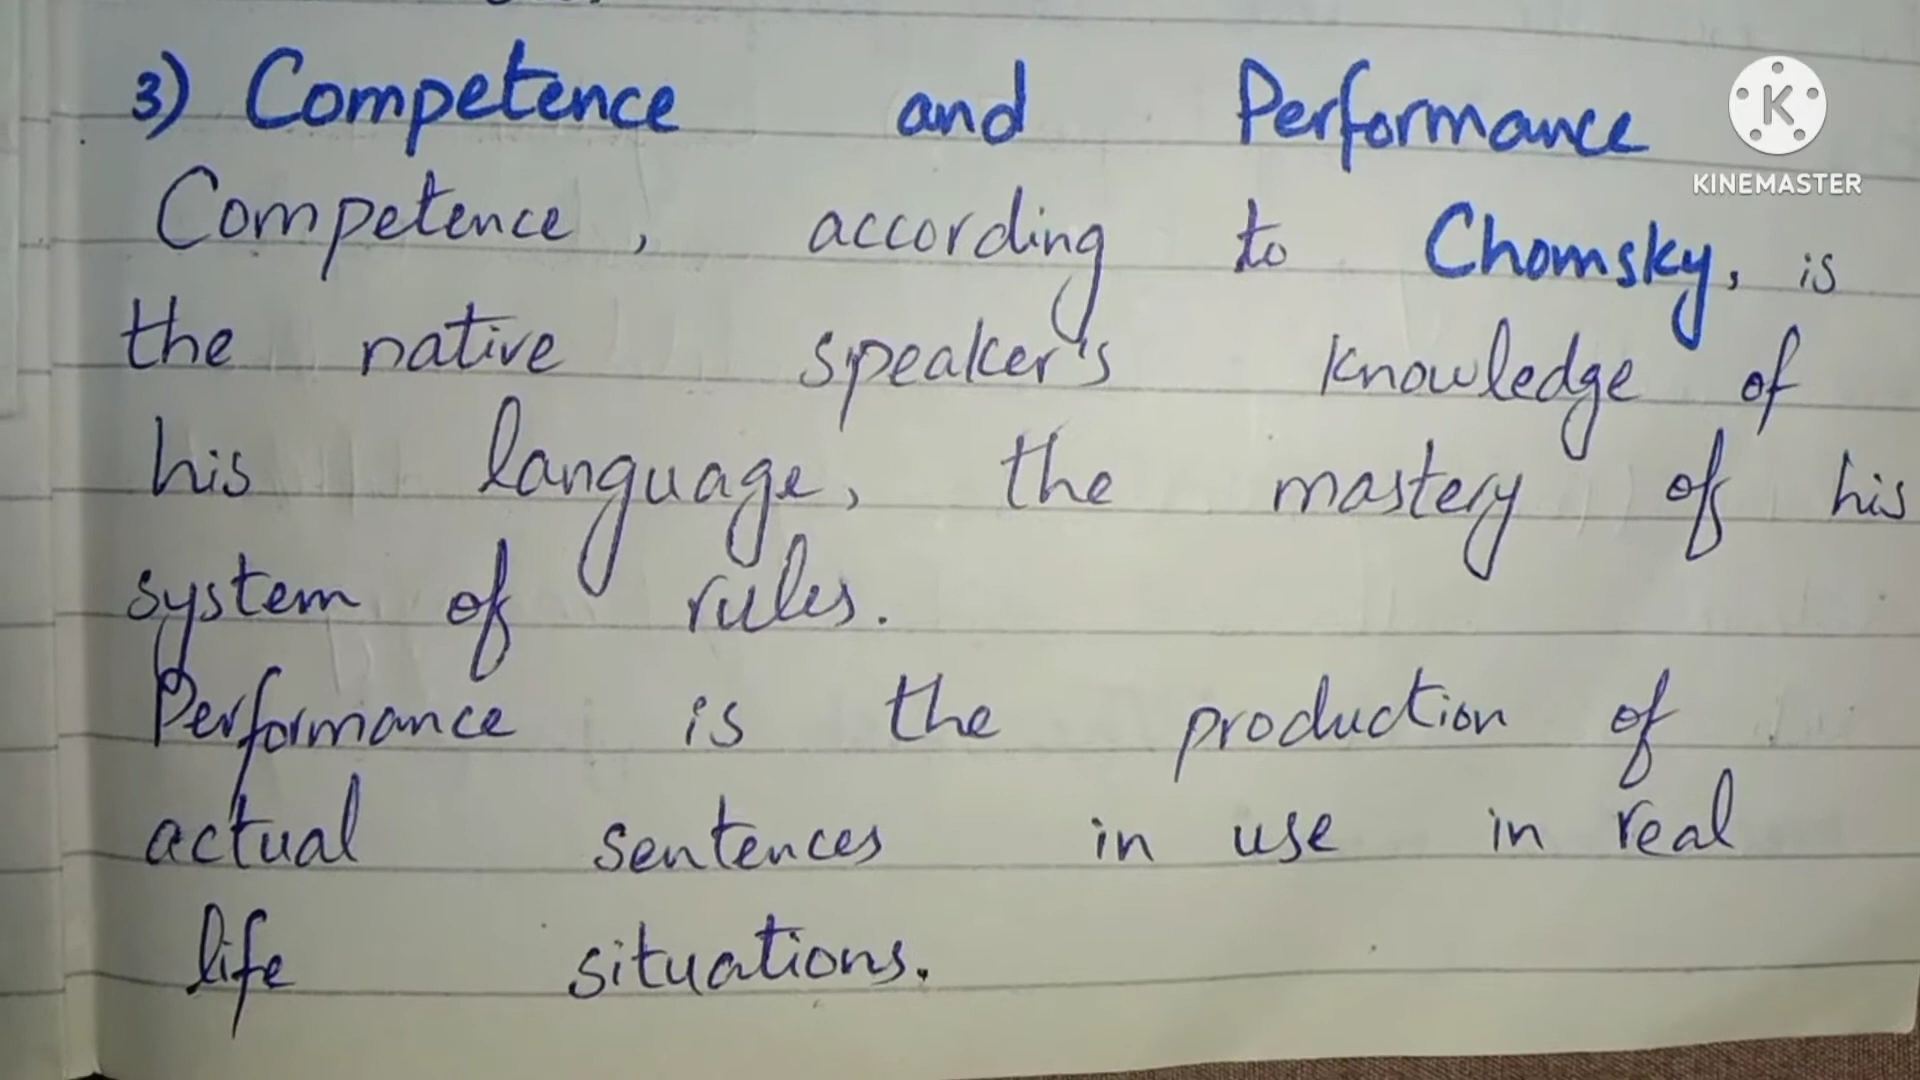 3) Competence and Performance
KINEMASTER
Competence, according to Chomsky, is
the native speaker's knowledge of
his language, the mastery of his
system of rules.
Performance is the production of
actual sentences in use in real
life situations.